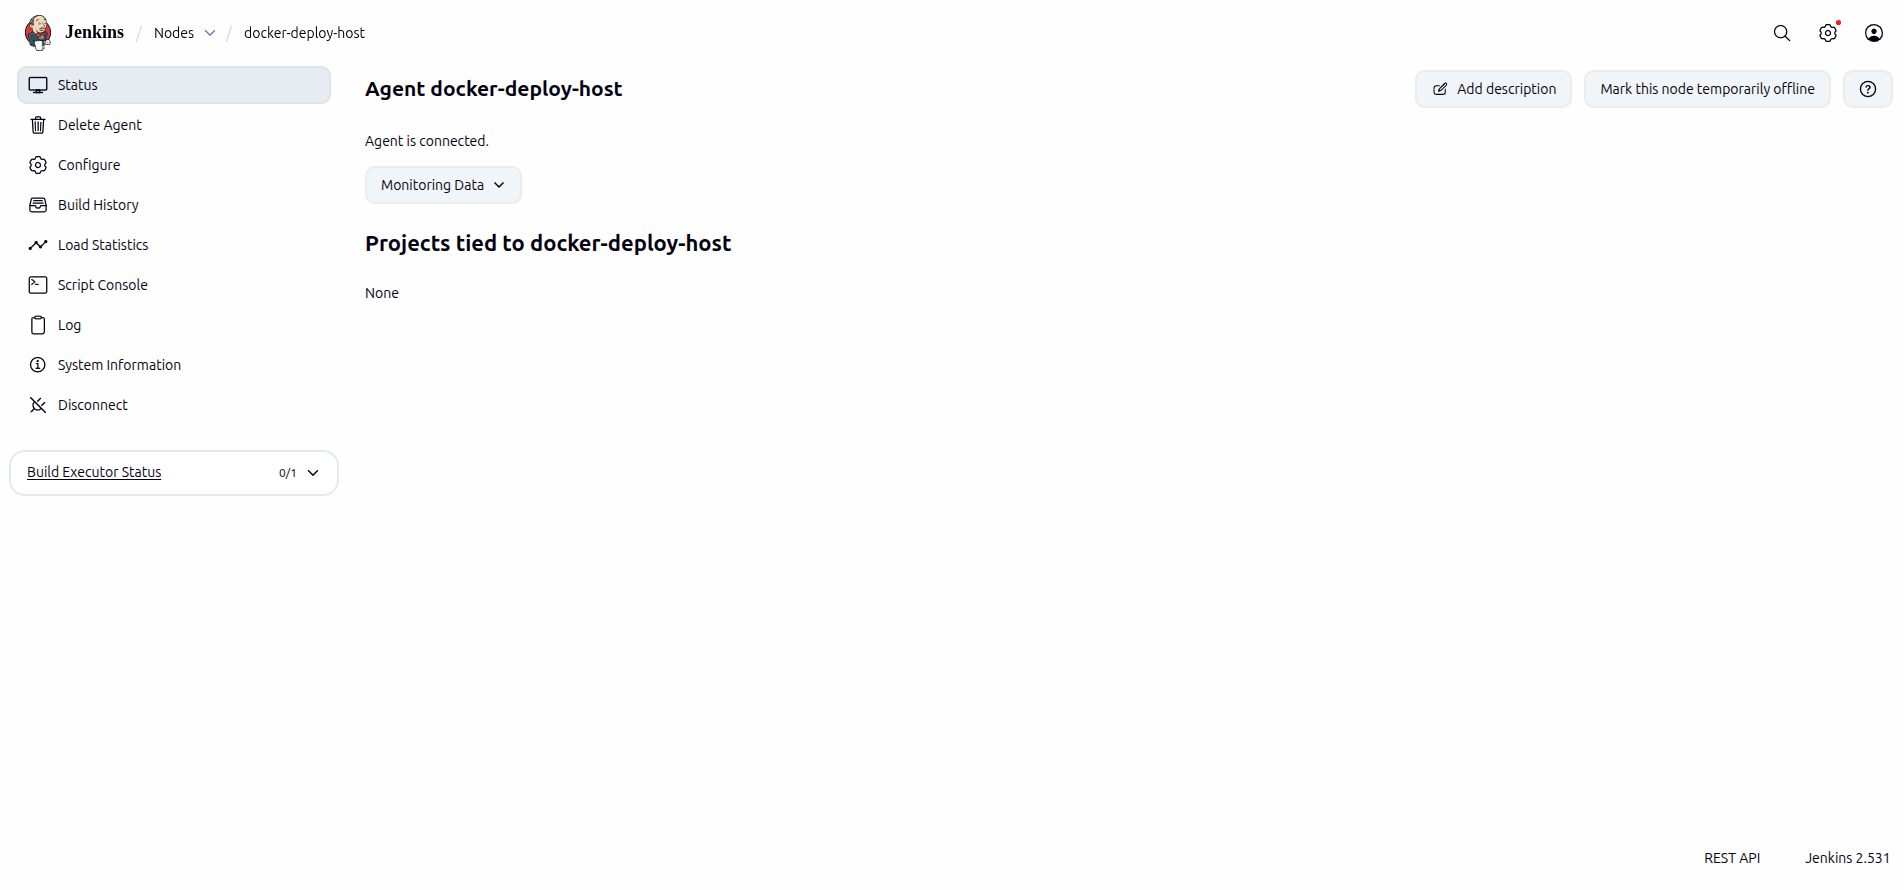 Jenkins / Nodes / docker-deploy-host
Status
Delete Agent
Configure
Build History
Load Statistics
Script Console
Log
System Information
Disconnect
Build Executor Status 0/1
Agent docker-deploy-host
Add description
Mark this node temporarily offline
Agent is connected.
Monitoring Data
Projects tied to docker-deploy-host
None
REST API
Jenkins 2.531